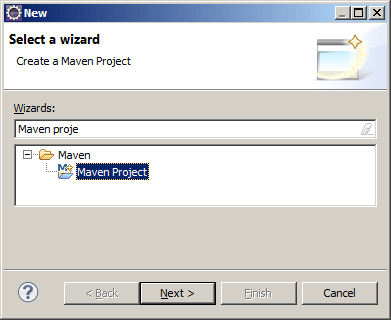 New
Select a wizard
Create a Maven Project
Wizards:
Maven proje
Maven
Maven Project
? < Back Next > Finish Cancel